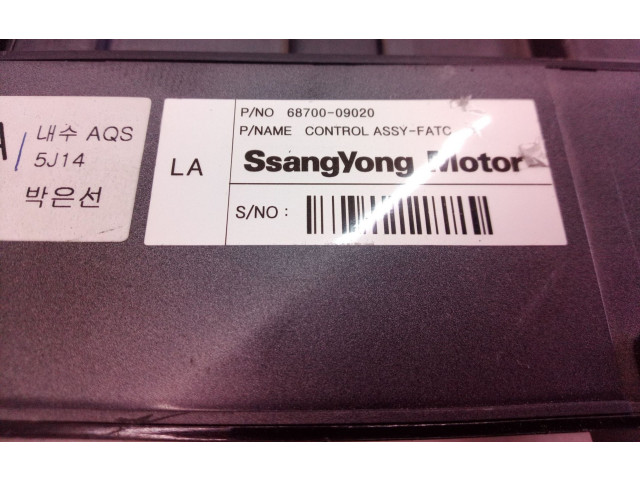 내수 AQS
5J14
박은선
LA
P/NO 68700-09020
P/NAME CONTROL ASSY-FATC
SsangYong Motor
S/NO :